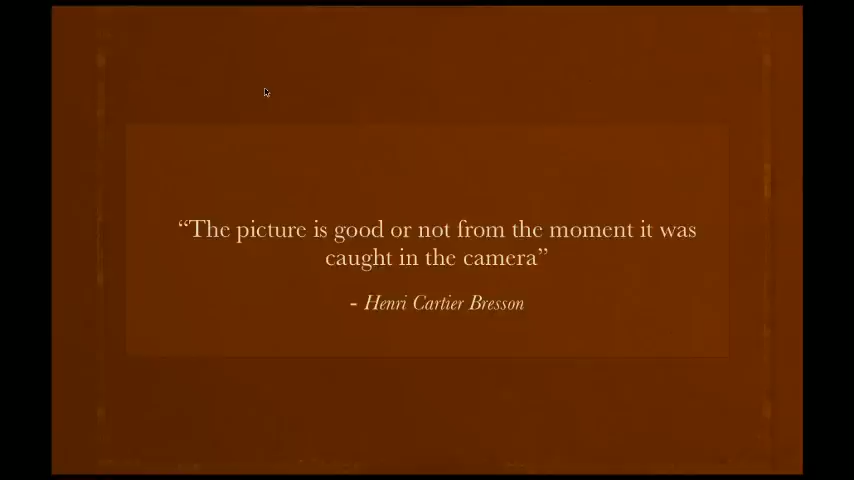 “The picture is good or not from the moment it was
caught in the camera”
- Henri Cartier Bresson